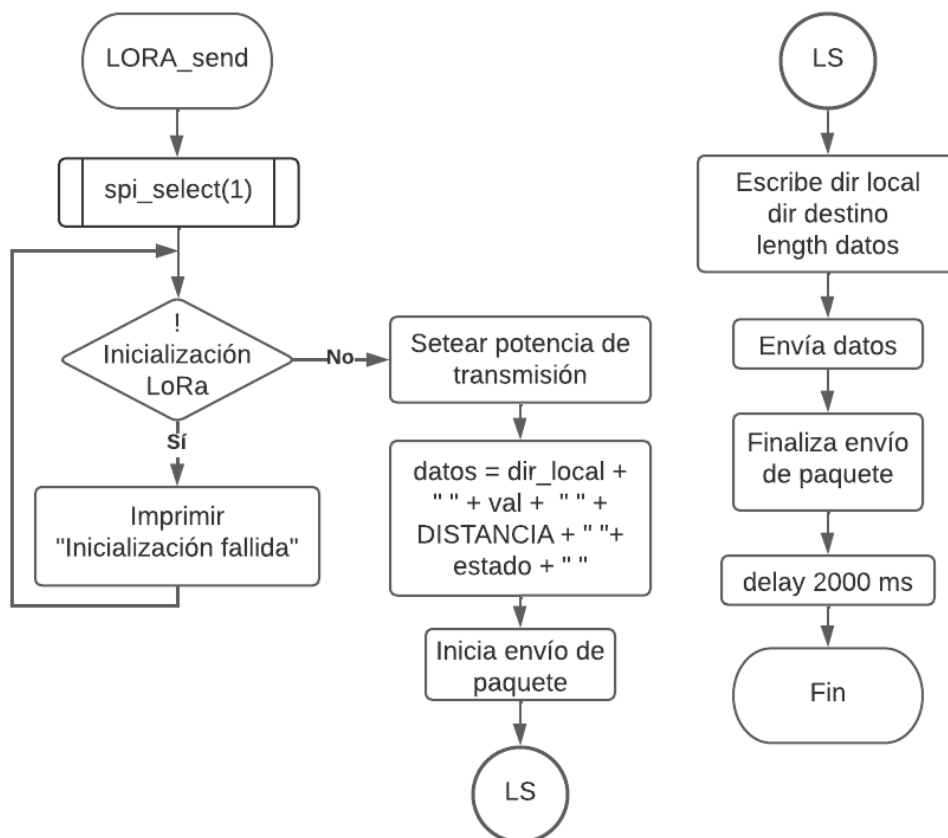 LORA_send
spi_select(1)
!
Inicialización
LoRa
No
Sí
Imprimir
"Inicialización fallida"
Setear potencia de
transmisión
datos = dir_local +
" " + val + " " +
DISTANCIA + " "+
estado + " "
Inicia envío de
paquete
LS
LS
Escribe dir local
dir destino
length datos
Envía datos
Finaliza envío
de paquete
delay 2000 ms
Fin